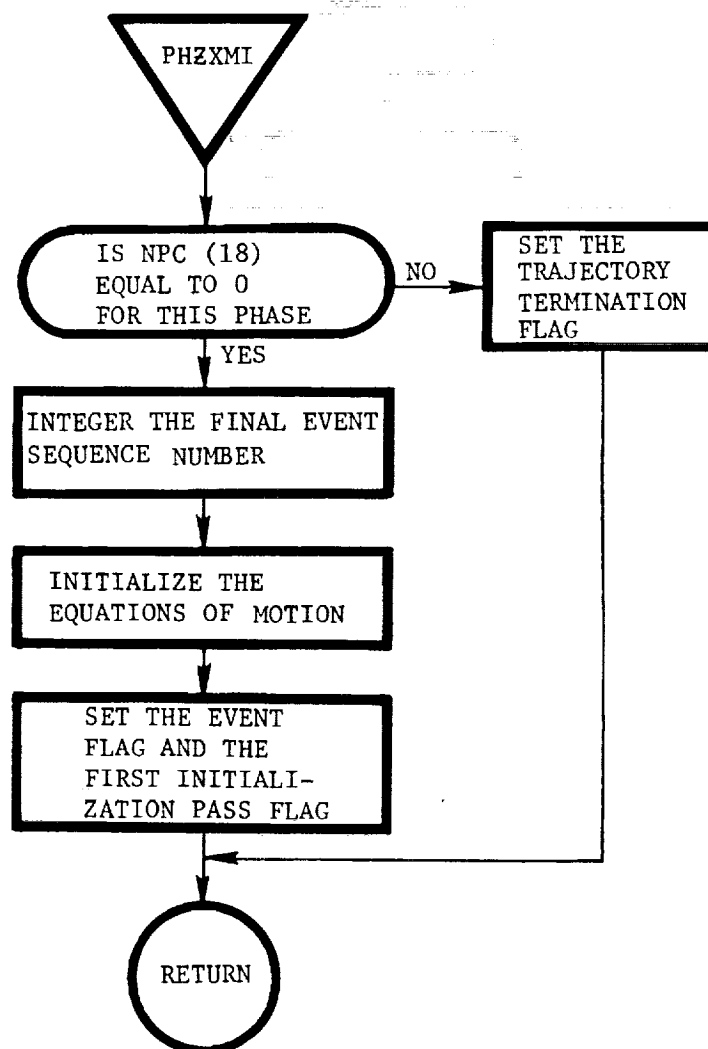 PHZXMI
IS NPC (18)
EQUAL TO 0
FOR THIS PHASE
NO
SET THE
TRAJECTORY
TERMINATION
FLAG
YES
INTEGER THE FINAL EVENT
SEQUENCE NUMBER
INITIALIZE THE
EQUATIONS OF MOTION
SET THE EVENT
FLAG AND THE
FIRST INITIALI-
ZATION PASS FLAG
RETURN